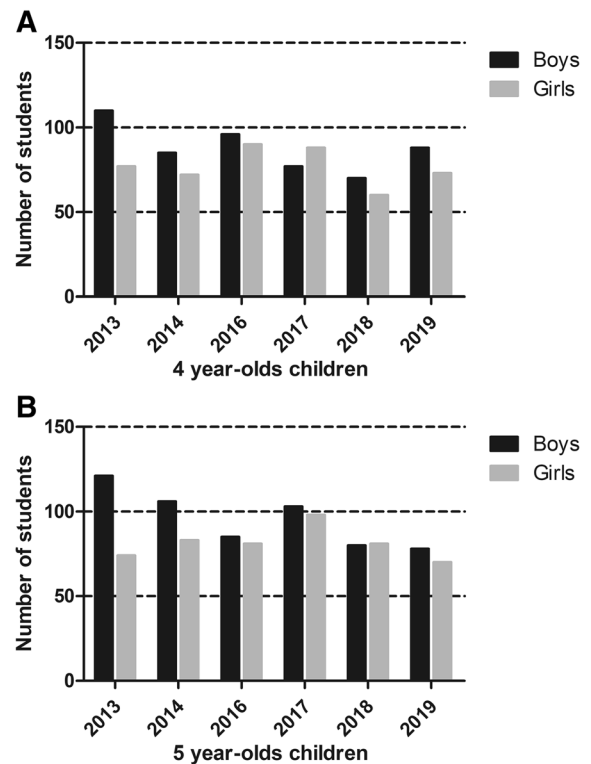 A
150
100
50
0
Number of students
Boys
Girls
2013 2014 2016 2017 2018 2019
4 year-olds children
B
150
100
50
0
Number of students
Boys
Girls
2013 2014 2016 2017 2018 2019
5 year-olds children